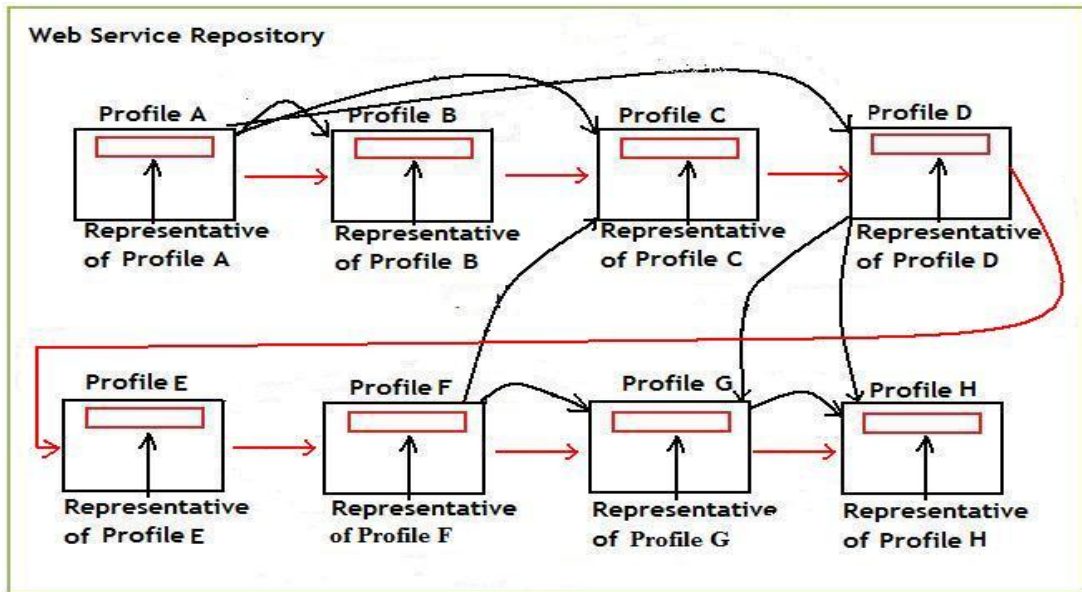 Web Service Repository
Profile A
Profile B
Profile C
Profile D
Representative
of Profile A
Representative
of Profile B
Representative
of Profile C
Representative
of Profile D
Profile E
Profile F
Profile G
Profile H
Representative
of Profile E
Representative
of Profile F
Representative
of Profile G
Representative
of Profile H